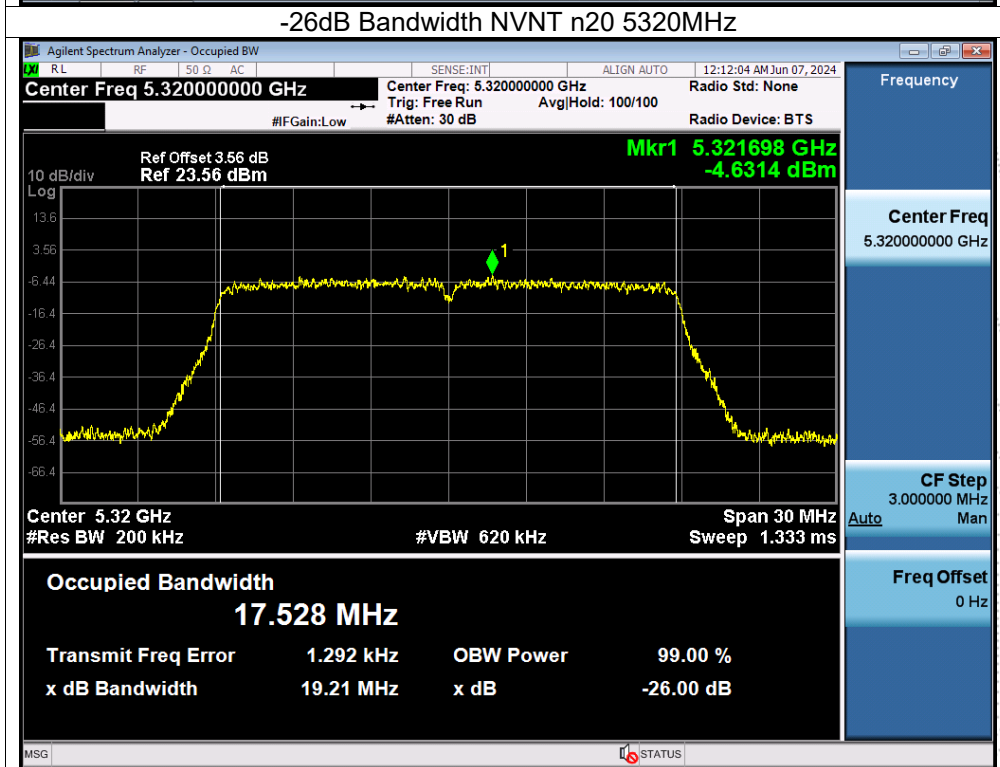 -26dB Bandwidth NVNT n20 5320MHz
Agilent Spectrum Analyzer - Occupied BW
LXI RL RF 50 Ω AC SENSE:INT ALIGN AUTO 12:12:04 AM Jun 07, 2024
Center Freq 5.320000000 GHz
Center Freq: 5.320000000 GHz
Radio Std: None
Trig: Free Run Avg|Hold: 100/100
#IFGain:Low #Atten: 30 dB Radio Device: BTS
Mkr1 5.321698 GHz
-4.6314 dBm
Ref Offset 3.56 dB
10 dB/div Ref 23.56 dBm
Log
13.6
3.56
-6.44
-16.4
-26.4
-36.4
-46.4
-56.4
-66.4
1
Center 5.32 GHz Span 30 MHz
#Res BW 200 kHz #VBW 620 kHz Sweep 1.333 ms
Occupied Bandwidth
17.528 MHz
Transmit Freq Error 1.292 kHz OBW Power 99.00 %
x dB Bandwidth 19.21 MHz x dB -26.00 dB
MSG STATUS
Frequency
Center Freq
5.320000000 GHz
CF Step
3.000000 MHz
Auto Man
Freq Offset
0 Hz